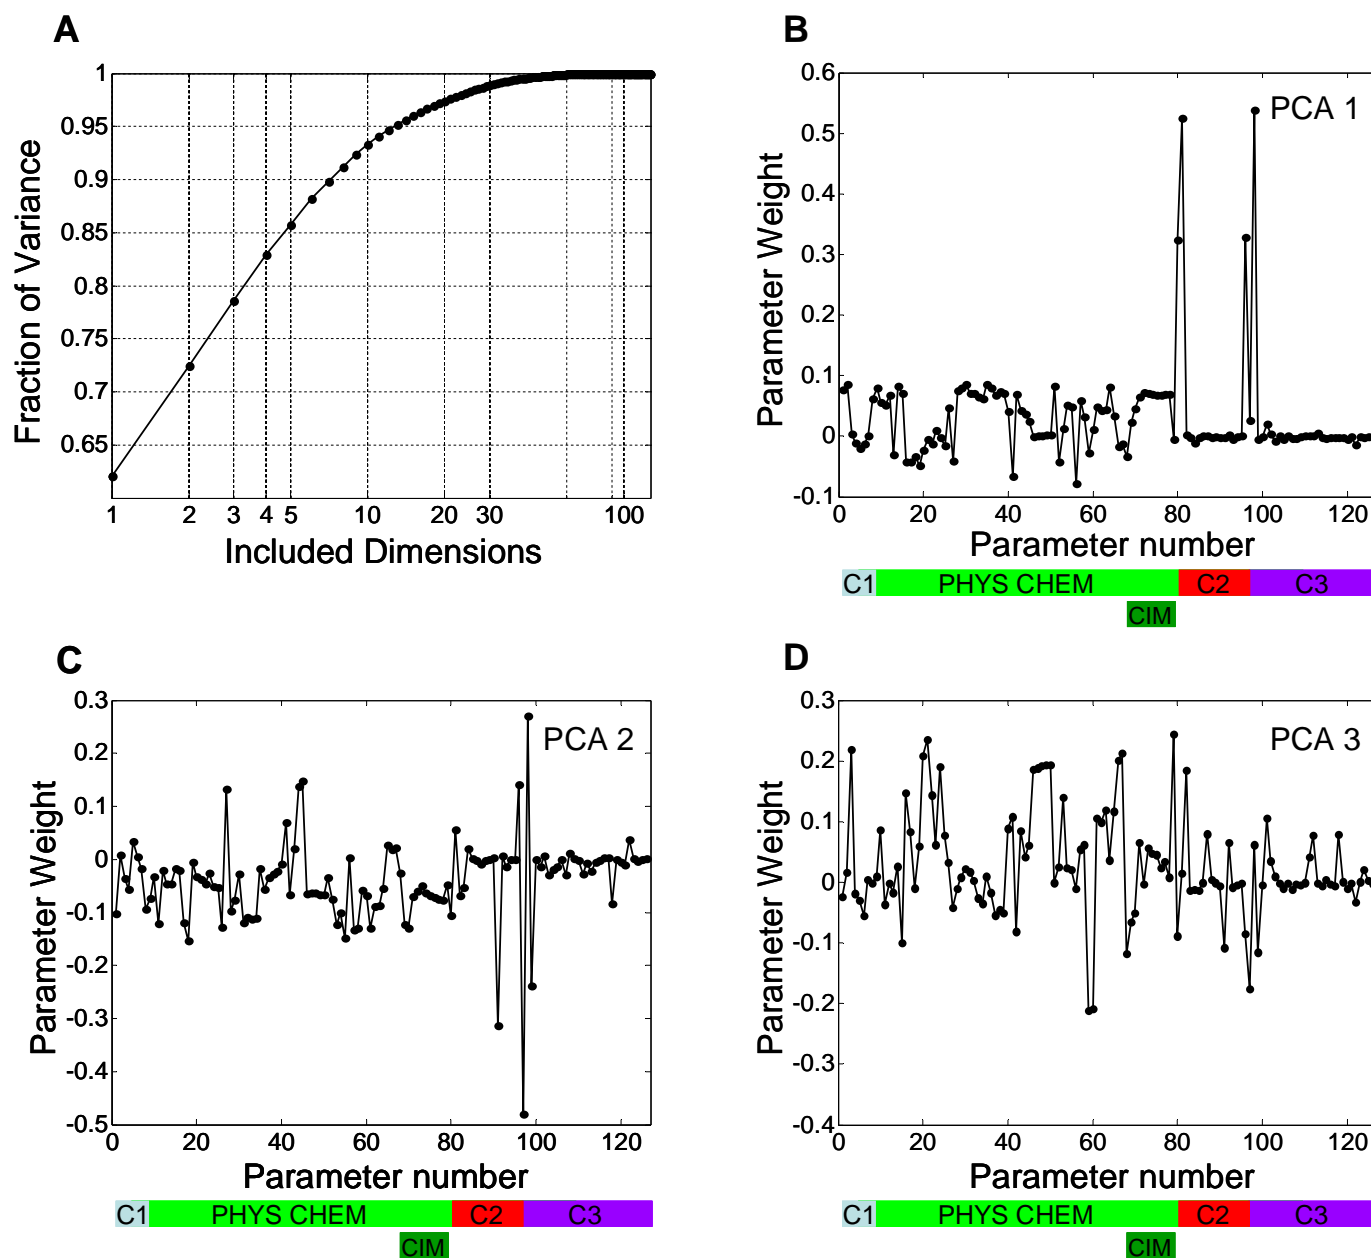 A
1
0.95
0.9
0.85
0.8
0.75
0.7
0.65
Fraction of Variance
1 2 3 4 5 10 20 30 100
Included Dimensions
B
PCA 1
0.6
0.5
0.4
0.3
0.2
0.1
0
-0.1
Parameter Weight
0 20 40 60 80 100 120
Parameter number
C1 PHYS CHEM C2 C3
CIM
C
PCA 2
0.3
0.2
0.1
0
-0.1
-0.2
-0.3
-0.4
-0.5
Parameter Weight
0 20 40 60 80 100 120
Parameter number
C1 PHYS CHEM C2 C3
CIM
D
PCA 3
0.3
0.2
0.1
0
-0.1
-0.2
-0.3
-0.4
Parameter Weight
0 20 40 60 80 100 120
Parameter number
C1 PHYS CHEM C2 C3
CIM